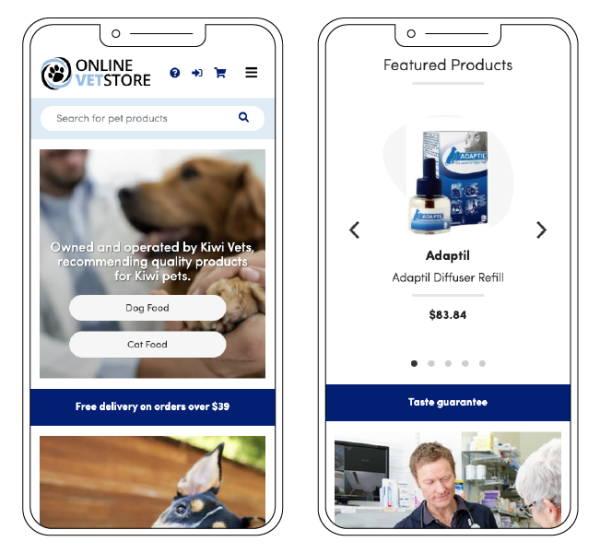 ONLINE
VETSTORE
Search for pet products
Owned and operated by Kiwi Vets,
recommending quality products
for Kiwi pets.
Dog Food
Cat Food
Free delivery on orders over $39
Featured Products
ADAPTIL
ADAPTIL
Adaptil
Adaptil Diffuser Refill
$83.84
Taste guarantee